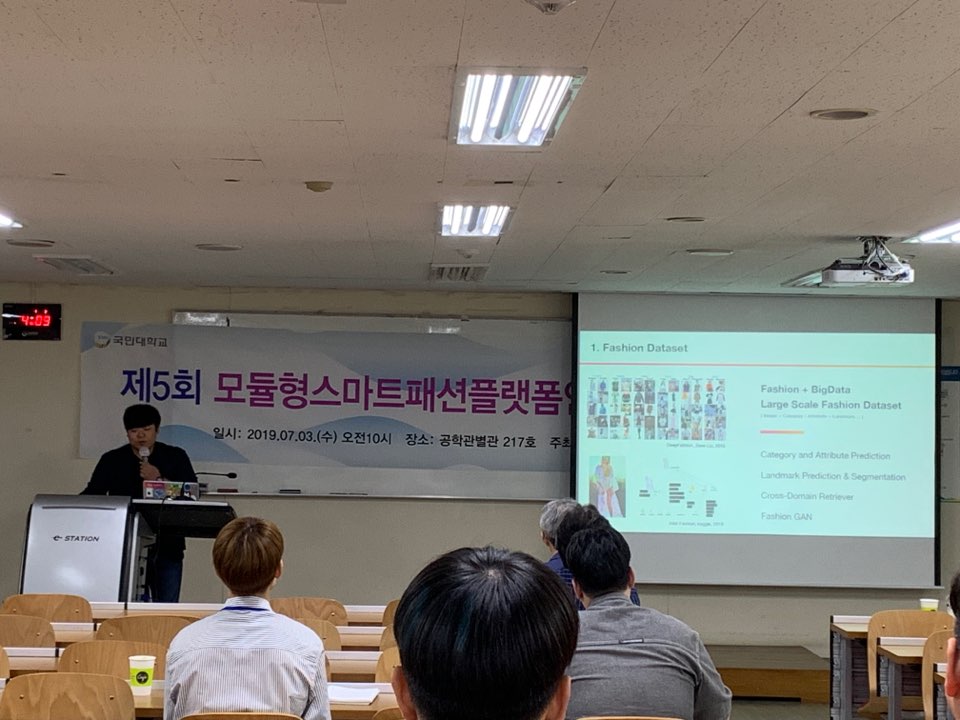 4:03
국민대학교
제5회 모듈형스마트패션플랫폼
일시: 2019.07.03.(수) 오전10시 장소: 공학관별관 217호 주최
e-STATION
1. Fashion Dataset
Fashion + BigData
Large Scale Fashion Dataset
Category and Attribute Prediction
Landmark Prediction & Segmentation
Cross-Domain Retriever
Fashion GAN